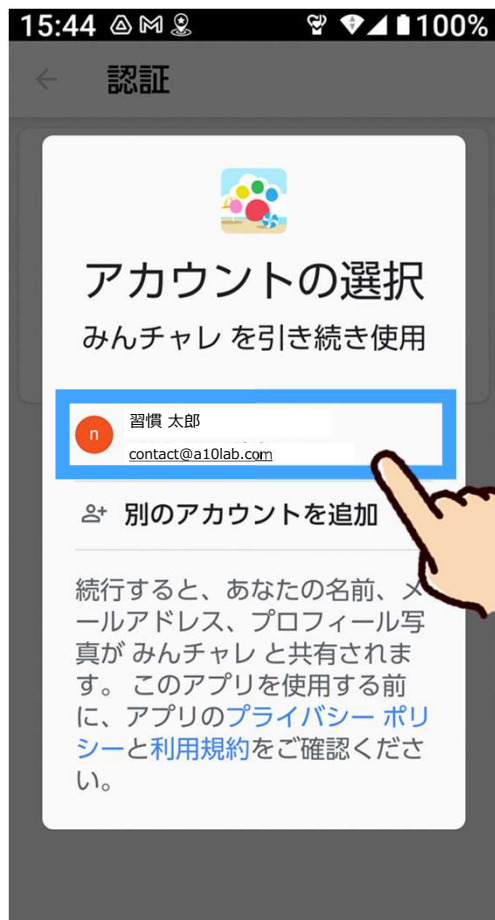 15:44
100%
認証
アカウントの選択
みんチャレ を引き続き使用
n
習慣 太郎
contact@a10lab.com
別のアカウントを追加
続行すると、あなたの名前、メ
ールアドレス、プロフィール写
真が みんチャレ と共有されま
す。 このアプリを使用する前
に、アプリのプライバシー ポリ
シーと利用規約をご確認くださ
い。